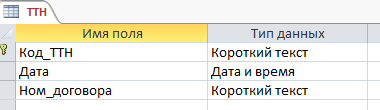 ТТН
Имя поля Тип данных
Код_ТТН Короткий текст
Дата Дата и время
Ном_договора Короткий текст